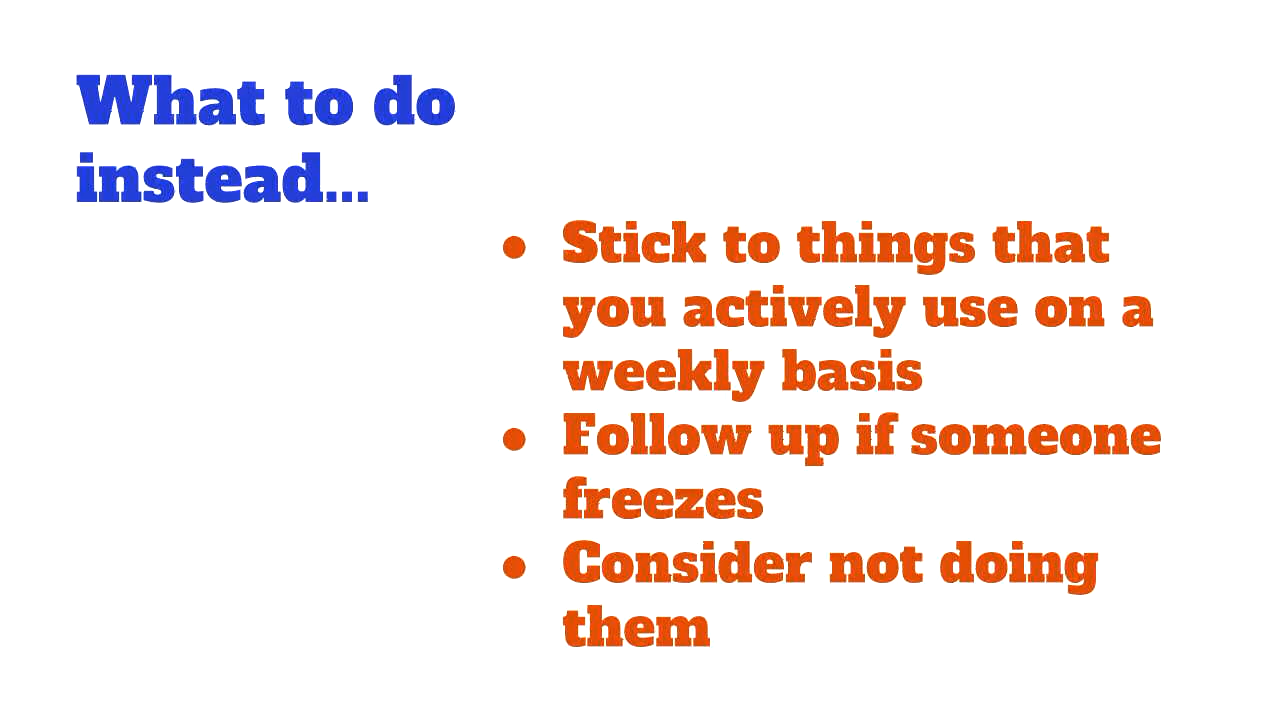 What to do
instead...
● Stick to things that
you actively use on a
weekly basis
● Follow up if someone
freezes
● Consider not doing
them